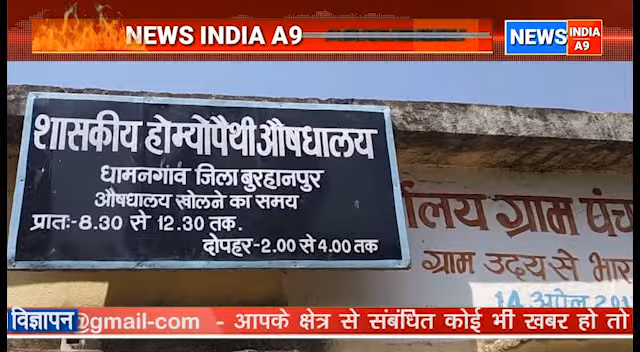 NEWS INDIA A9
NEWS INDIA A9
शासकीय होम्योपैथी औषधालय
धामनगांव जिला बुरहानपुर
औषधालय खोलने का समय
प्रातः-8.30 से 12.30 तक.
दोपहर-2.00 से 4.00 तक
र्यालय ग्राम पंच
ग्राम उदय से भार
14 अप्रैल 201
विज्ञापन @gmail-com - आपके क्षेत्र से संबंधित कोई भी खबर हो तो